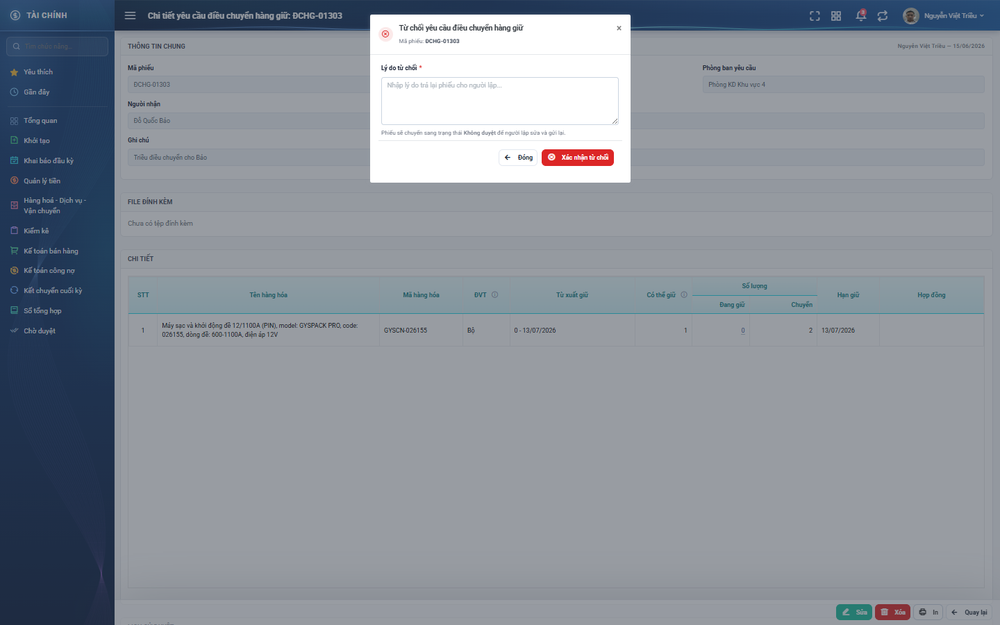 TÀI CHÍNH
Chi tiết yêu cầu điều chuyển hàng giữ: ĐCHG-01303
3
Nguyễn Việt Triều
Tìm chức năng...
Yêu thích
Gần đây
Tổng quan
Khởi tạo
Khai báo đầu kỳ
Quản lý tiền
Hàng hoá - Dịch vụ -
Vận chuyển
Kiểm kê
Kế toán bán hàng
Kế toán công nợ
Kết chuyển cuối kỳ
Sổ tổng hợp
Chờ duyệt
Từ chối yêu cầu điều chuyển hàng giữ
×
Mã phiếu: ĐCHG-01303
Lý do từ chối *
Nhập lý do trả lại phiếu cho người lập...
Phiếu sẽ chuyển sang trạng thái Không duyệt để người lập sửa và gửi lại.
Đóng
Xác nhận từ chối
THÔNG TIN CHUNG
Nguyễn Việt Triều — 15/06/2026
Mã phiếu
ĐCHG-01303
Phòng ban yêu cầu
Phòng KD Khu vực 4
Người nhận
Đỗ Quốc Bảo
Ghi chú
Triều điều chuyển cho Bảo
FILE ĐÍNH KÈM
Chưa có tệp đính kèm
CHI TIẾT
STT
Tên hàng hóa
Mã hàng hóa
ĐVT
Từ xuất giữ
Có thể giữ
Số lượng
Đang giữ
Chuyển
Hạn giữ
Hợp đồng
1
Máy sạc và khởi động đề 12/1100A (PIN), model: GYSPACK PRO, code:
026155, dòng đề: 600-1100A, điện áp 12V
GYSCN-026155
Bộ
0 - 13/07/2026
1
0
2
13/07/2026
Sửa
Xóa
In
Quay lại